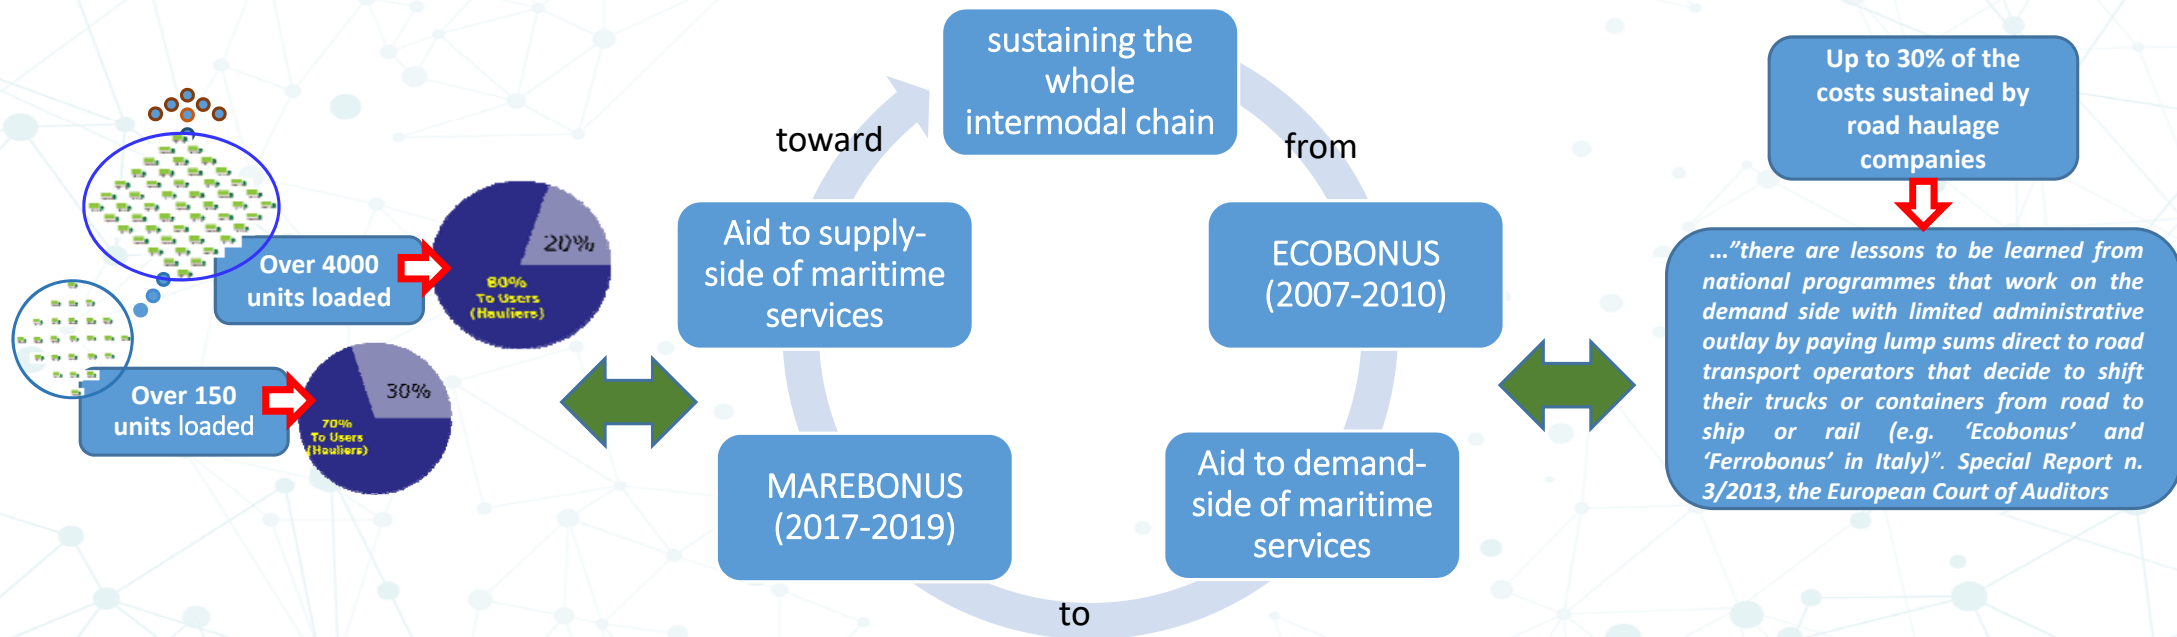 sustaining the
whole
intermodal chain
from
ECOBONUS
(2007-2010)
Aid to demand-
side of maritime
services
to
MAREBONUS
(2017-2019)
Aid to supply-
side of maritime
services
toward
Over 4000
units loaded
20%
80%
To Users
(Hauliers)
Over 150
units loaded
30%
70%
To Users
(Hauliers)
Up to 30% of the
costs sustained by
road haulage
companies
...”there are lessons to be learned from
national programmes that work on the
demand side with limited administrative
outlay by paying lump sums direct to road
transport operators that decide to shift
their trucks or containers from road to
ship or rail (e.g. ‘Ecobonus’ and
‘Ferrobonus’ in Italy)”. Special Report n.
3/2013, the European Court of Auditors